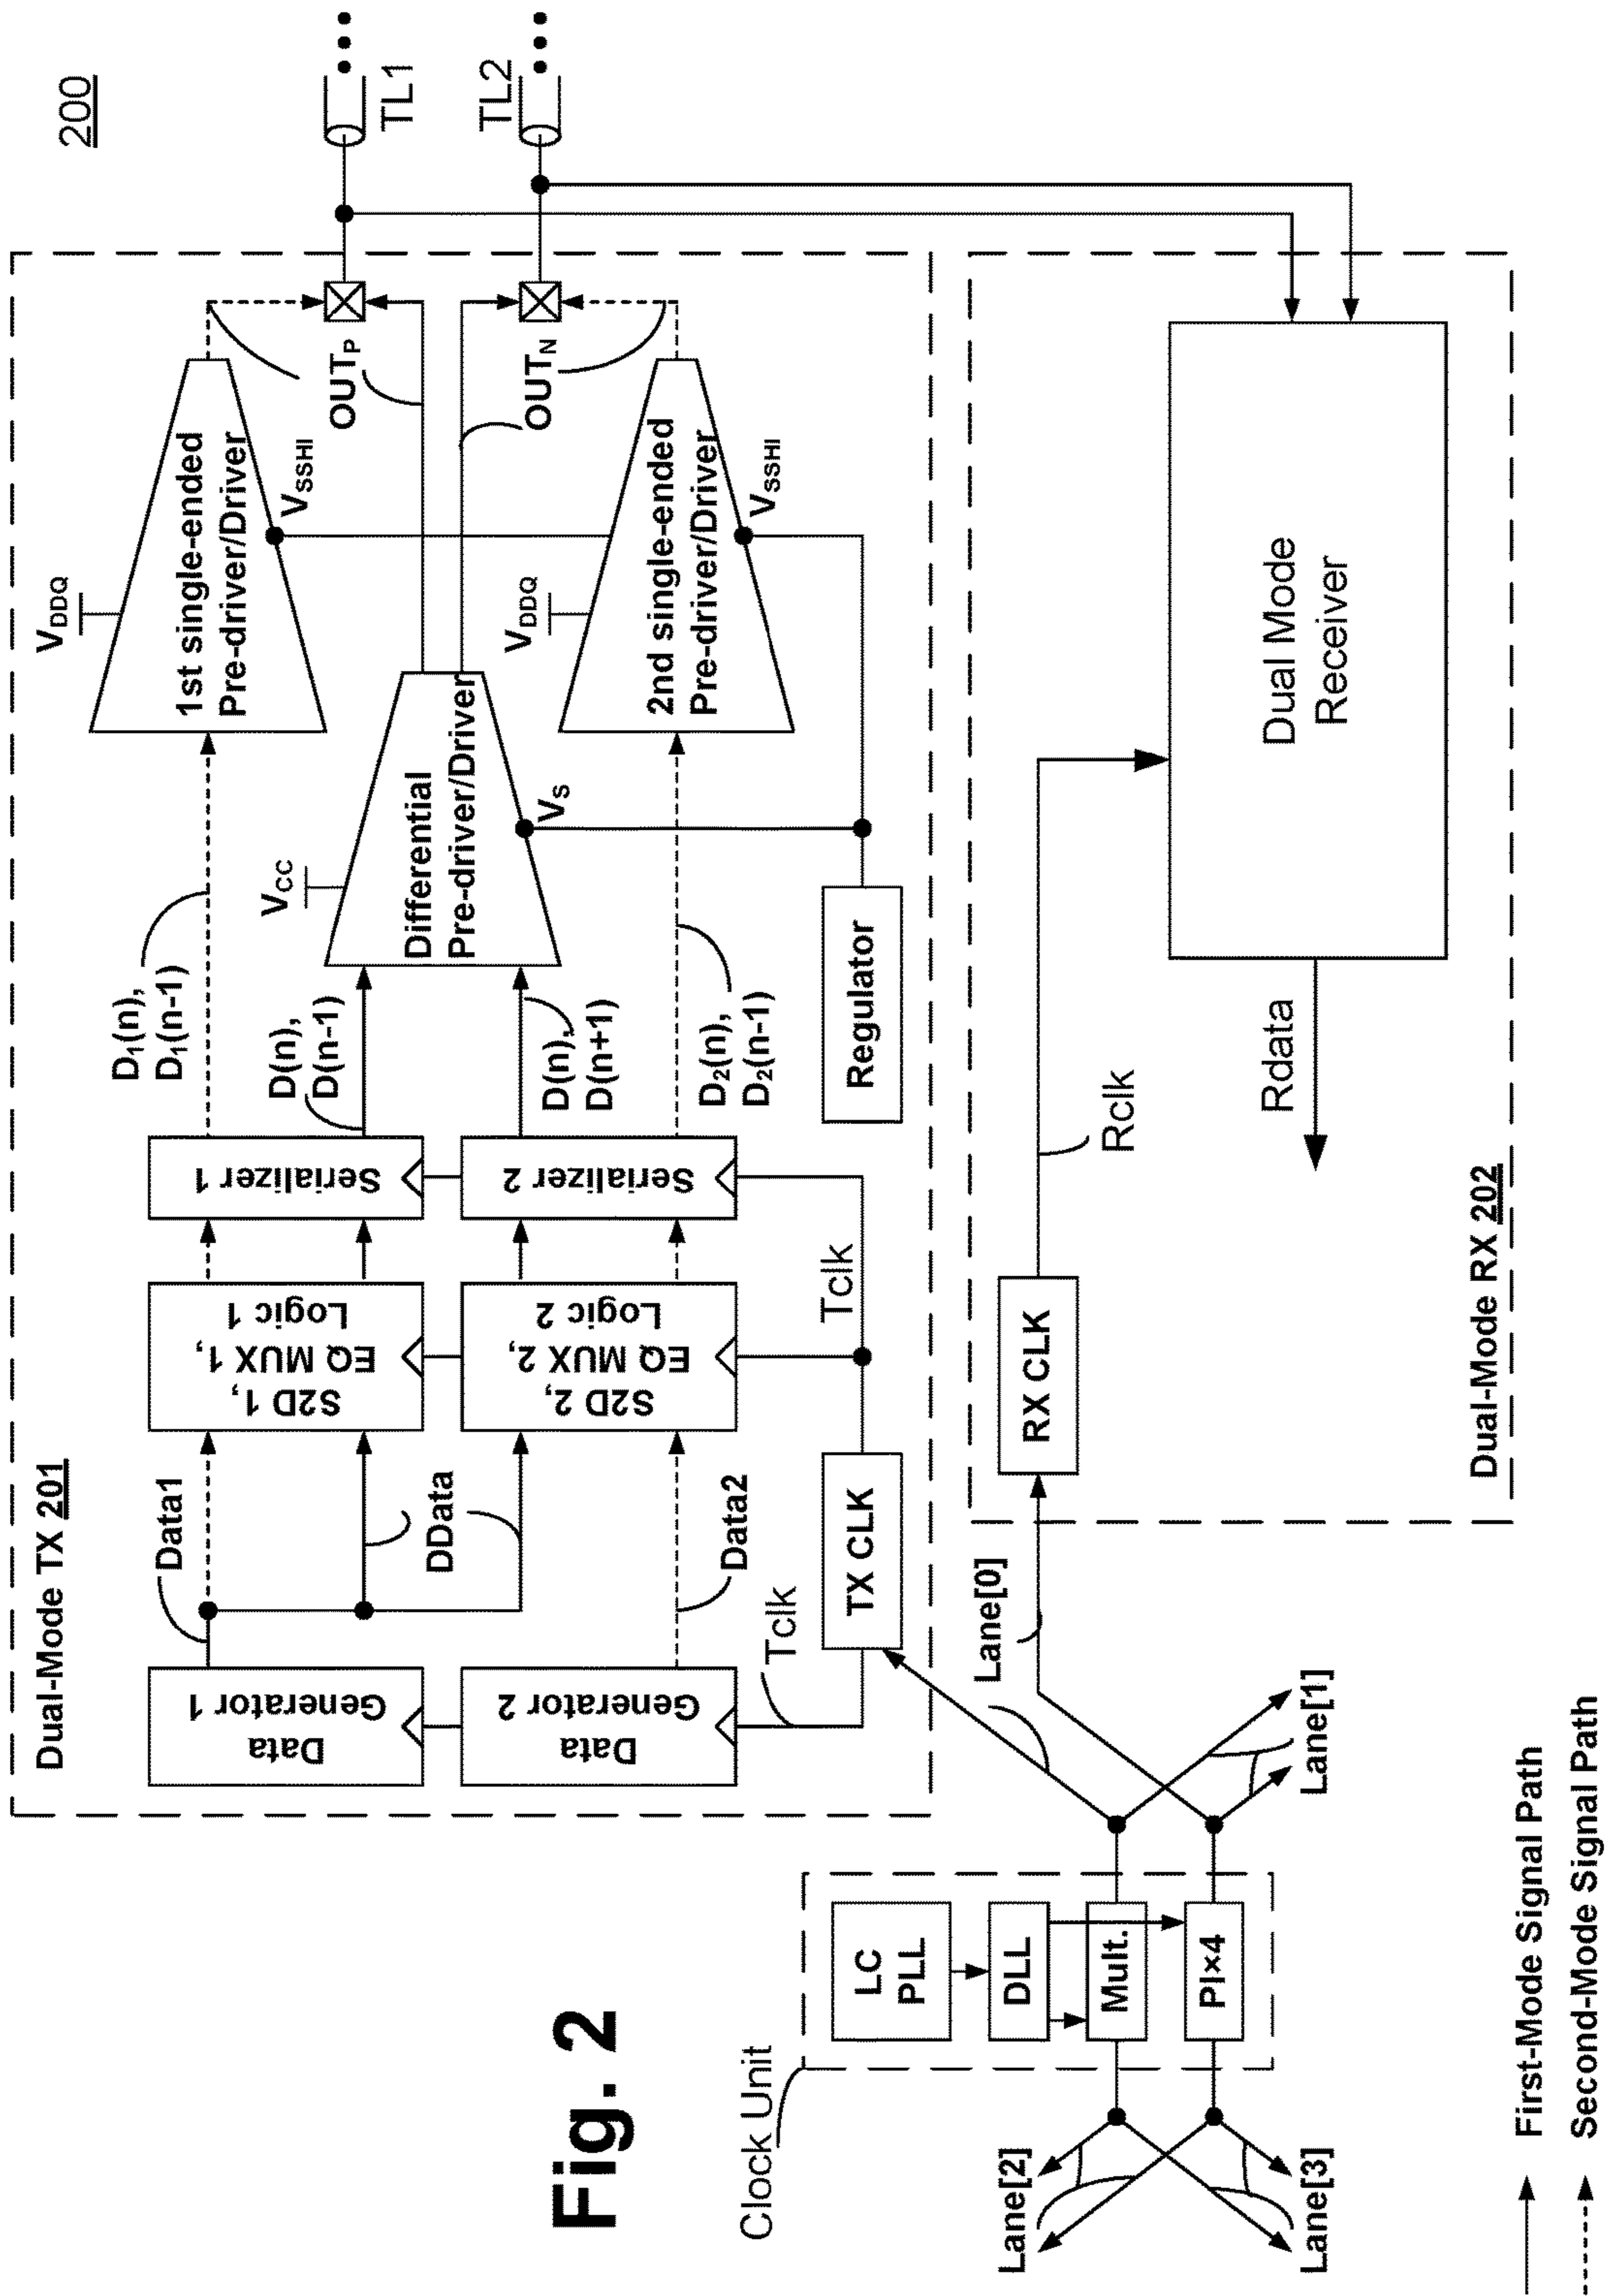 200
Dual-Mode TX 201
Data
Generator 1
Data
Generator 2
Data1
DData
Data2
Tclk
S2D 1,
EQ MUX 1,
Logic 1
S2D 2,
EQ MUX 2,
Logic 2
Serializer 1
Serializer 2
TX CLK
Tclk
D1(n),
D1(n-1)
D(n),
D(n-1)
D(n),
D(n+1)
D2(n),
D2(n-1)
Regulator
VDDQ
1st single-ended
Pre-driver/Driver
VSSHI
VCC
Differential
Pre-driver/Driver
VS
VDDQ
2nd single-ended
Pre-driver/Driver
VSSHI
OUTP
OUTN
TL1
TL2
Dual-Mode RX 202
RX CLK
Rclk
Dual Mode
Receiver
Rdata
Fig. 2
Clock Unit
LC
PLL
DLL
Mult.
PI×4
Lane[0]
Lane[1]
Lane[2]
Lane[3]
First-Mode Signal Path
Second-Mode Signal Path